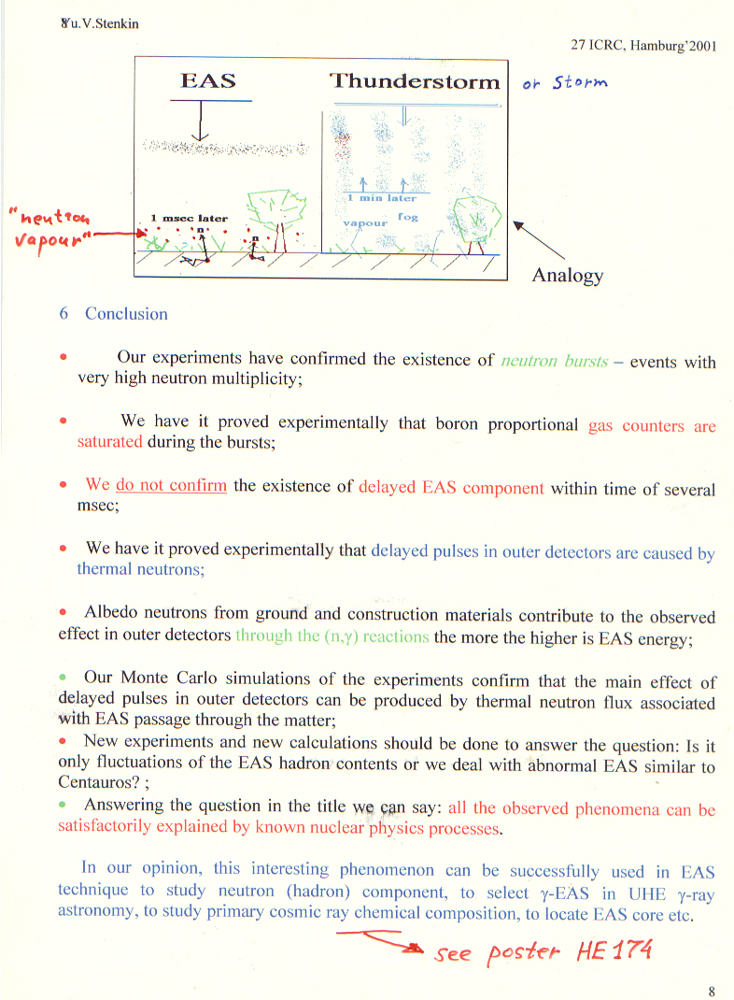 Yu.V.Stenkin
27 ICRC, Hamburg'2001
EAS
Thunderstorm
or Storm
1 msec later
n
n
1 min later
fog
vapour
"neutron
vapour"
Analogy
6 Conclusion
• Our experiments have confirmed the existence of neutron bursts – events with
very high neutron multiplicity;
• We have it proved experimentally that boron proportional gas counters are
saturated during the bursts;
• We do not confirm the existence of delayed EAS component within time of several
msec;
• We have it proved experimentally that delayed pulses in outer detectors are caused by
thermal neutrons;
• Albedo neutrons from ground and construction materials contribute to the observed
effect in outer detectors through the (n,γ) reactions the more the higher is EAS energy;
• Our Monte Carlo simulations of the experiments confirm that the main effect of
delayed pulses in outer detectors can be produced by thermal neutron flux associated
with EAS passage through the matter;
• New experiments and new calculations should be done to answer the question: Is it
only fluctuations of the EAS hadron contents or we deal with abnormal EAS similar to
Centauros? ;
• Answering the question in the title we can say: all the observed phenomena can be
satisfactorily explained by known nuclear physics processes.
In our opinion, this interesting phenomenon can be successfully used in EAS
technique to study neutron (hadron) component, to select γ-EAS in UHE γ-ray
astronomy, to study primary cosmic ray chemical composition, to locate EAS core etc.
see poster HE 174
8